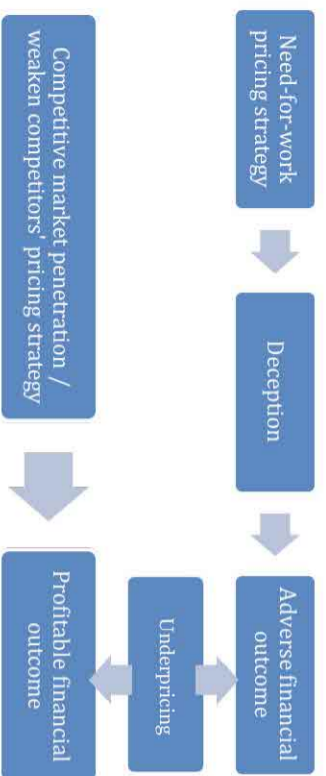 Need-for-work
pricing strategy
Deception
Adverse financial
outcome
Underpricing
Competitive market penetration /
weaken competitors' pricing strategy
Profitable financial
outcome